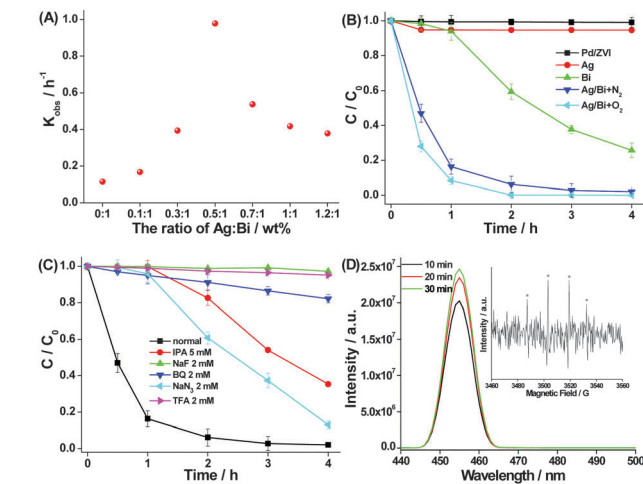 (A)
K_obs / h⁻¹
1.0
0.8
0.6
0.4
0.2
0.0
0:1 0.1:1 0.3:1 0.5:1 0.7:1 1:1 1.2:1
The ratio of Ag:Bi / wt%
(B)
C / C₀
1.0
0.8
0.6
0.4
0.2
0.0
Pd/ZVI
Ag
Bi
Ag/Bi+N₂
Ag/Bi+O₂
0 1 2 3 4
Time / h
(C)
C / C₀
1.0
0.8
0.6
0.4
0.2
0.0
normal
IPA 5 mM
NaF 2 mM
BQ 2 mM
NaN₃ 2 mM
TFA 2 mM
0 1 2 3 4
Time / h
(D)
Intensity / a.u.
2.5x10⁷
2.0x10⁷
1.5x10⁷
1.0x10⁷
5.0x10⁶
0.0
10 min
20 min
30 min
Intensity / a.u.
* * * *
3460 3480 3500 3520 3540 3560
Magnetic Field / G
440 450 460 470 480 490 500
Wavelength / nm